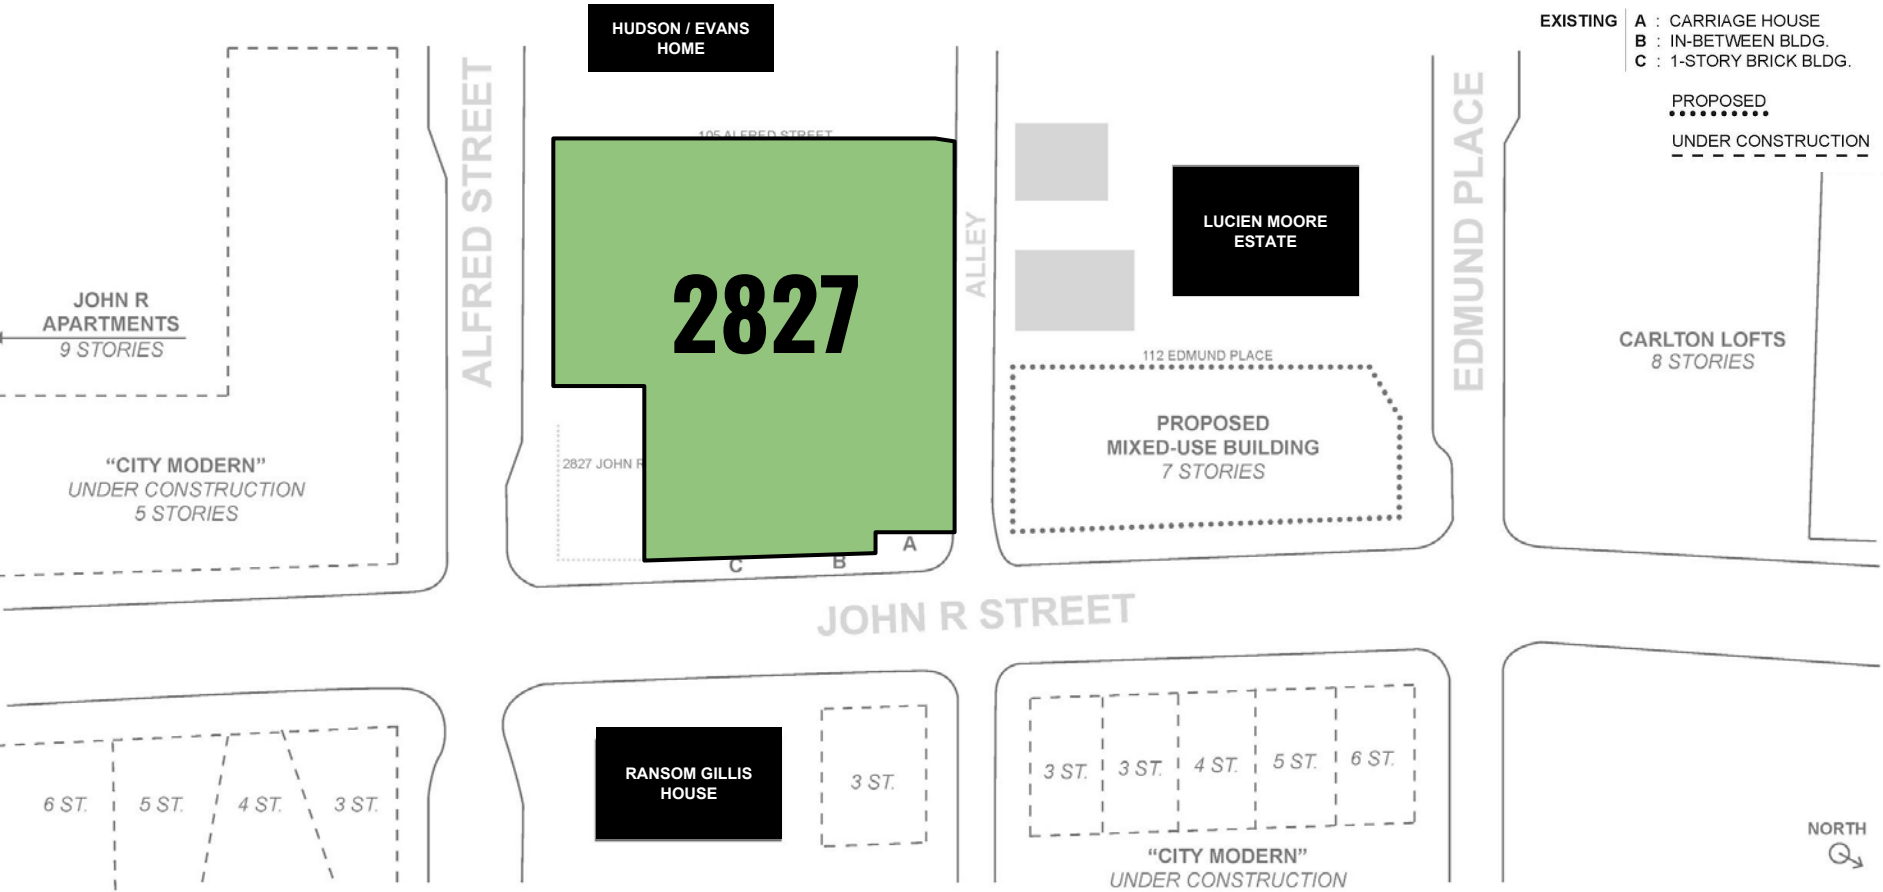 HUDSON / EVANS
HOME
EXISTING
A : CARRIAGE HOUSE
B : IN-BETWEEN BLDG.
C : 1-STORY BRICK BLDG.
PROPOSED
UNDER CONSTRUCTION
ALFRED STREET
105 ALFRED STREET
2827
ALLEY
LUCIEN MOORE
ESTATE
EDMUND PLACE
JOHN R
APARTMENTS
9 STORIES
CARLTON LOFTS
8 STORIES
112 EDMUND PLACE
PROPOSED
MIXED-USE BUILDING
7 STORIES
"CITY MODERN"
UNDER CONSTRUCTION
5 STORIES
2827 JOHN R
A
B
C
JOHN R STREET
RANSOM GILLIS
HOUSE
6 ST.
5 ST.
4 ST.
3 ST.
3 ST.
3 ST.
3 ST.
4 ST.
5 ST.
6 ST.
"CITY MODERN"
UNDER CONSTRUCTION
NORTH